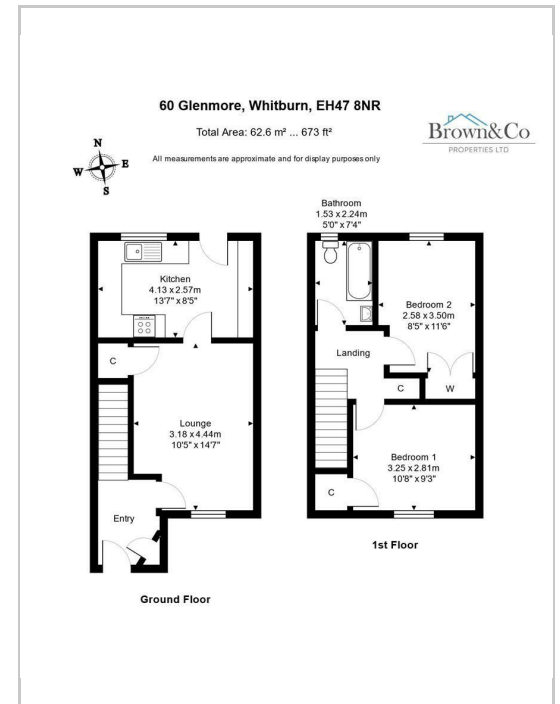 60 Glenmore, Whitburn, EH47 8NR
Total Area: 62.6 m² ... 673 ft²
All measurements are approximate and for display purposes only
Brown&Co
PROPERTIES LTD
N
W
E
S
Kitchen
4.13 x 2.57m
13'7" x 8'5"
C
Lounge
3.18 x 4.44m
10'5" x 14'7"
Entry
Ground Floor
Bathroom
1.53 x 2.24m
5'0" x 7'4"
Bedroom 2
2.58 x 3.50m
8'5" x 11'6"
Landing
C
W
Bedroom 1
3.25 x 2.81m
10'8" x 9'3"
C
1st Floor